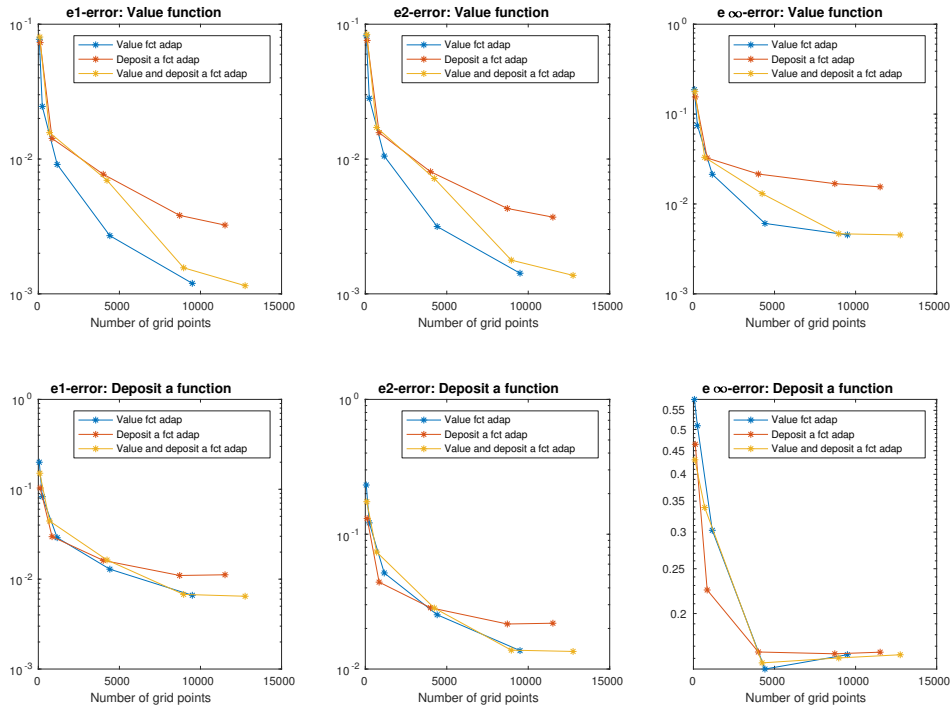 e1-error: Value function
10^-1
10^-2
10^-3
Value fct adap
Deposit a fct adap
Value and deposit a fct adap
0 5000 10000 15000
Number of grid points
e2-error: Value function
10^-1
10^-2
10^-3
Value fct adap
Deposit a fct adap
Value and deposit a fct adap
0 5000 10000 15000
Number of grid points
e ∞-error: Value function
10^0
10^-1
10^-2
10^-3
Value fct adap
Deposit a fct adap
Value and deposit a fct adap
0 5000 10000 15000
Number of grid points
e1-error: Deposit a function
10^0
10^-1
10^-2
10^-3
Value fct adap
Deposit a fct adap
Value and deposit a fct adap
0 5000 10000 15000
Number of grid points
e2-error: Deposit a function
10^0
10^-1
10^-2
Value fct adap
Deposit a fct adap
Value and deposit a fct adap
0 5000 10000 15000
Number of grid points
e ∞-error: Deposit a function
0.55
0.5
0.45
0.4
0.35
0.3
0.25
0.2
Value fct adap
Deposit a fct adap
Value and deposit a fct adap
0 5000 10000 15000
Number of grid points